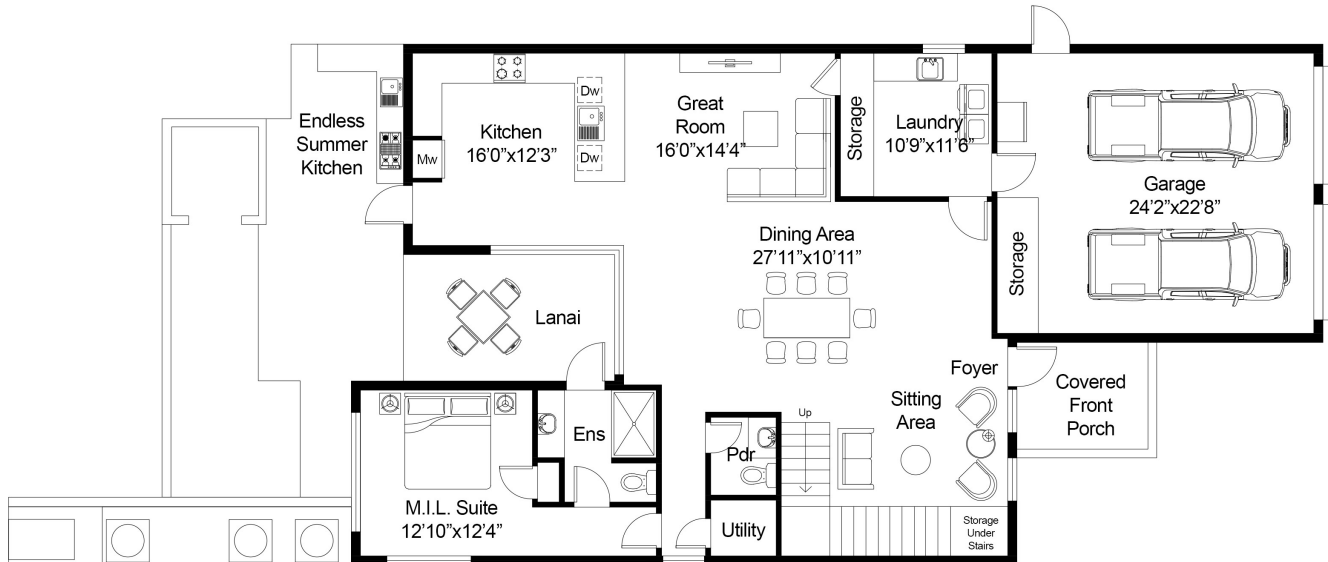 Endless
Summer
Kitchen
Mw
Kitchen
16'0"x12'3"
Dw
Dw
Great
Room
16'0"x14'4"
Storage
Laundry
10'9"x11'6"
Garage
24'2"x22'8"
Storage
Dining Area
27'11"x10'11"
Lanai
Foyer
Covered
Front
Porch
Sitting
Area
Up
Ens
Pdr
M.I.L. Suite
12'10"x12'4"
Utility
Storage
Under
Stairs